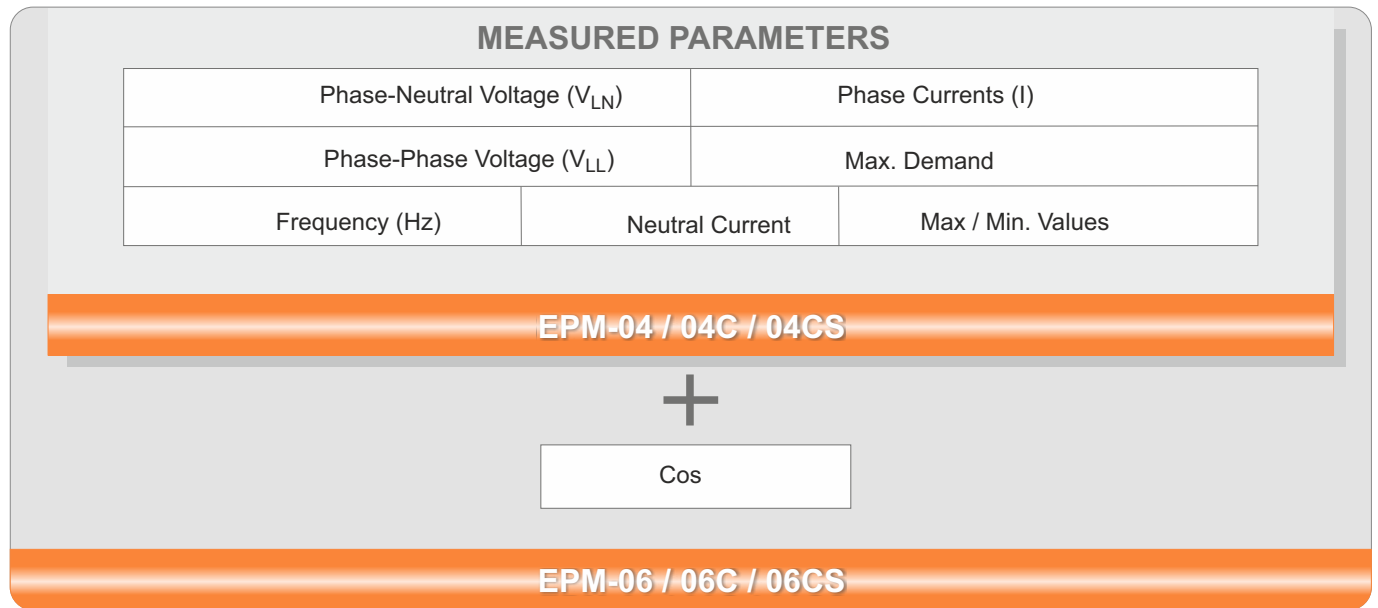 MEASURED PARAMETERS
Phase-Neutral Voltage (VLN)
Phase Currents (I)
Phase-Phase Voltage (VLL)
Max. Demand
Frequency (Hz)
Neutral Current
Max / Min. Values
EPM-04 / 04C / 04CS
+
Cos
EPM-06 / 06C / 06CS